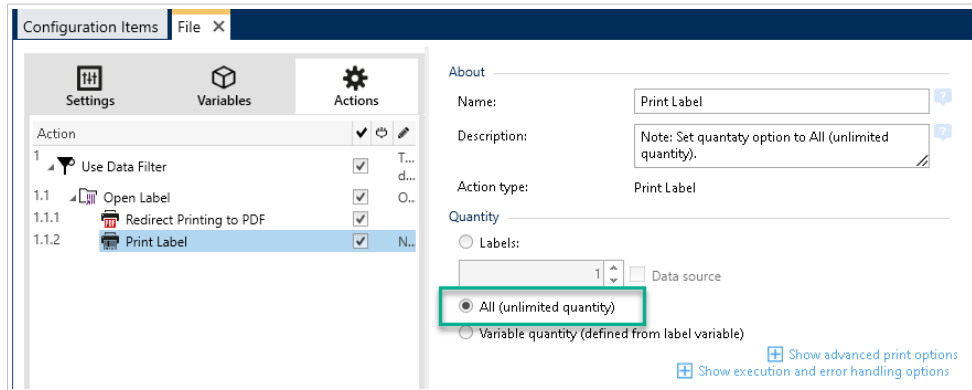 Configuration Items File
Settings Variables Actions
Action
1 Use Data Filter T... d...
1.1 Open Label O..
1.1.1 Redirect Printing to PDF
1.1.2 Print Label N..
About
Name: Print Label ?
Description: Note: Set quantaty option to All (unlimited ?
quantity).
Action type: Print Label
Quantity
Labels:
1 Data source
All (unlimited quantity)
Variable quantity (defined from label variable)
Show advanced print options
Show execution and error handling options